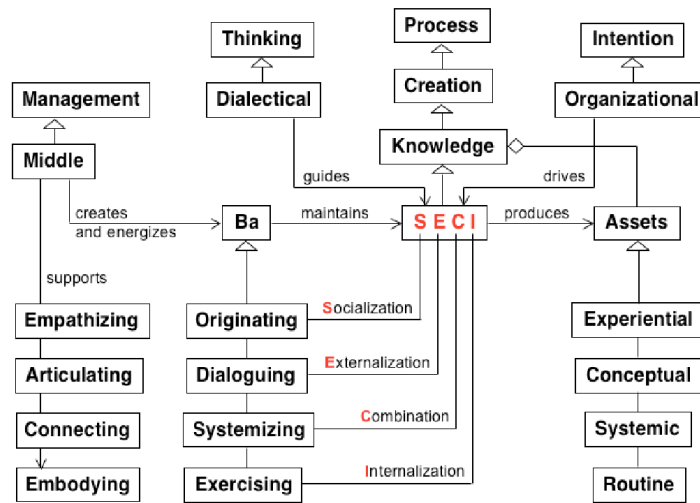 Process
Thinking
Intention
Management
Dialectical
Creation
Organizational
Middle
Knowledge
guides
drives
creates
and energizes
Ba
maintains
S E C I
produces
Assets
supports
Empathizing
Originating
Socialization
Experiential
Articulating
Dialoguing
Externalization
Conceptual
Connecting
Systemizing
Combination
Systemic
Embodying
Exercising
Internalization
Routine